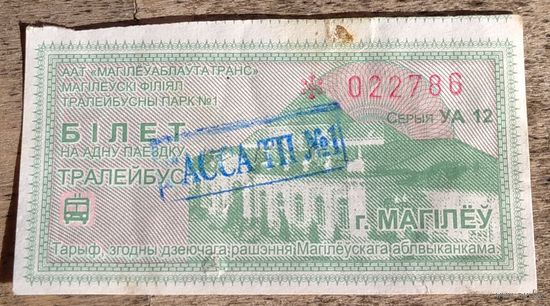 ААТ «МАГІЛЁЎАБЛАЎТАТРАНС»
МАГІЛЁЎСКІ ФІЛІЯЛ
ТРАЛЕЙБУСНЫ ПАРК №1
022786
Серыя УА 12
БІЛЕТ
НА АДНУ ПАЕЗДКУ
ТРАЛЕЙБУС
АССА ТП №1
г. МАГІЛЁЎ
Тарыф, згодны дзеючага рашэння Магілёўскага аблвыканкама